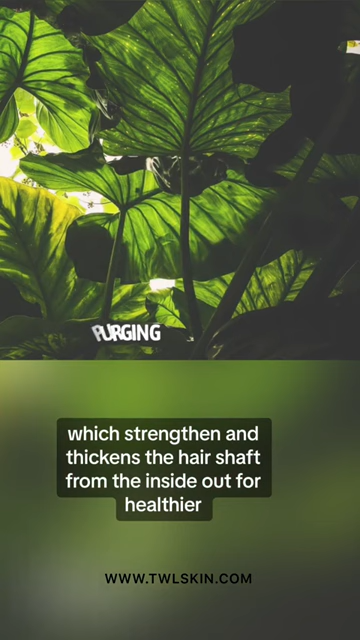 PURGING
which strengthen and
thickens the hair shaft
from the inside out for
healthier
WWW.TWLSKIN.COM